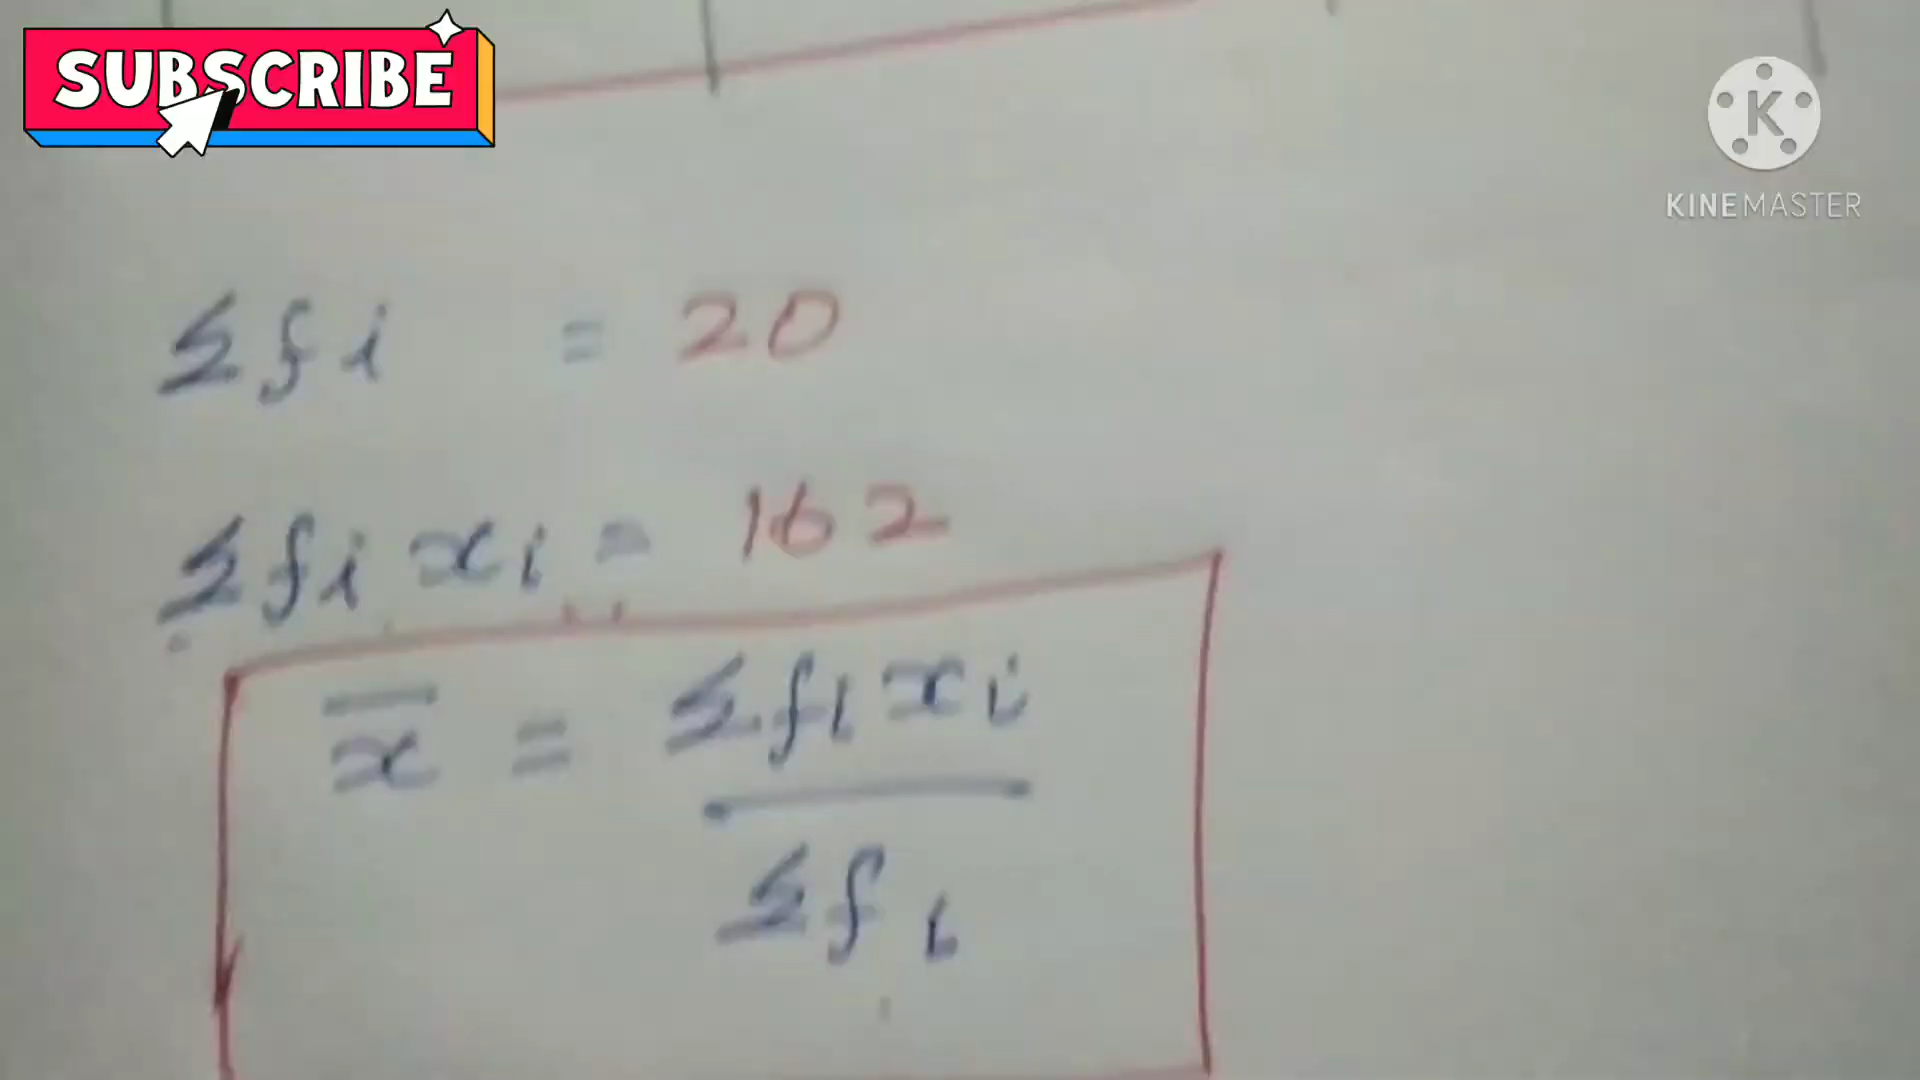 SUBSCRIBE
K
KINEMASTER
Σfi = 20
Σfixi = 162
x̄ = Σfixi
Σfi